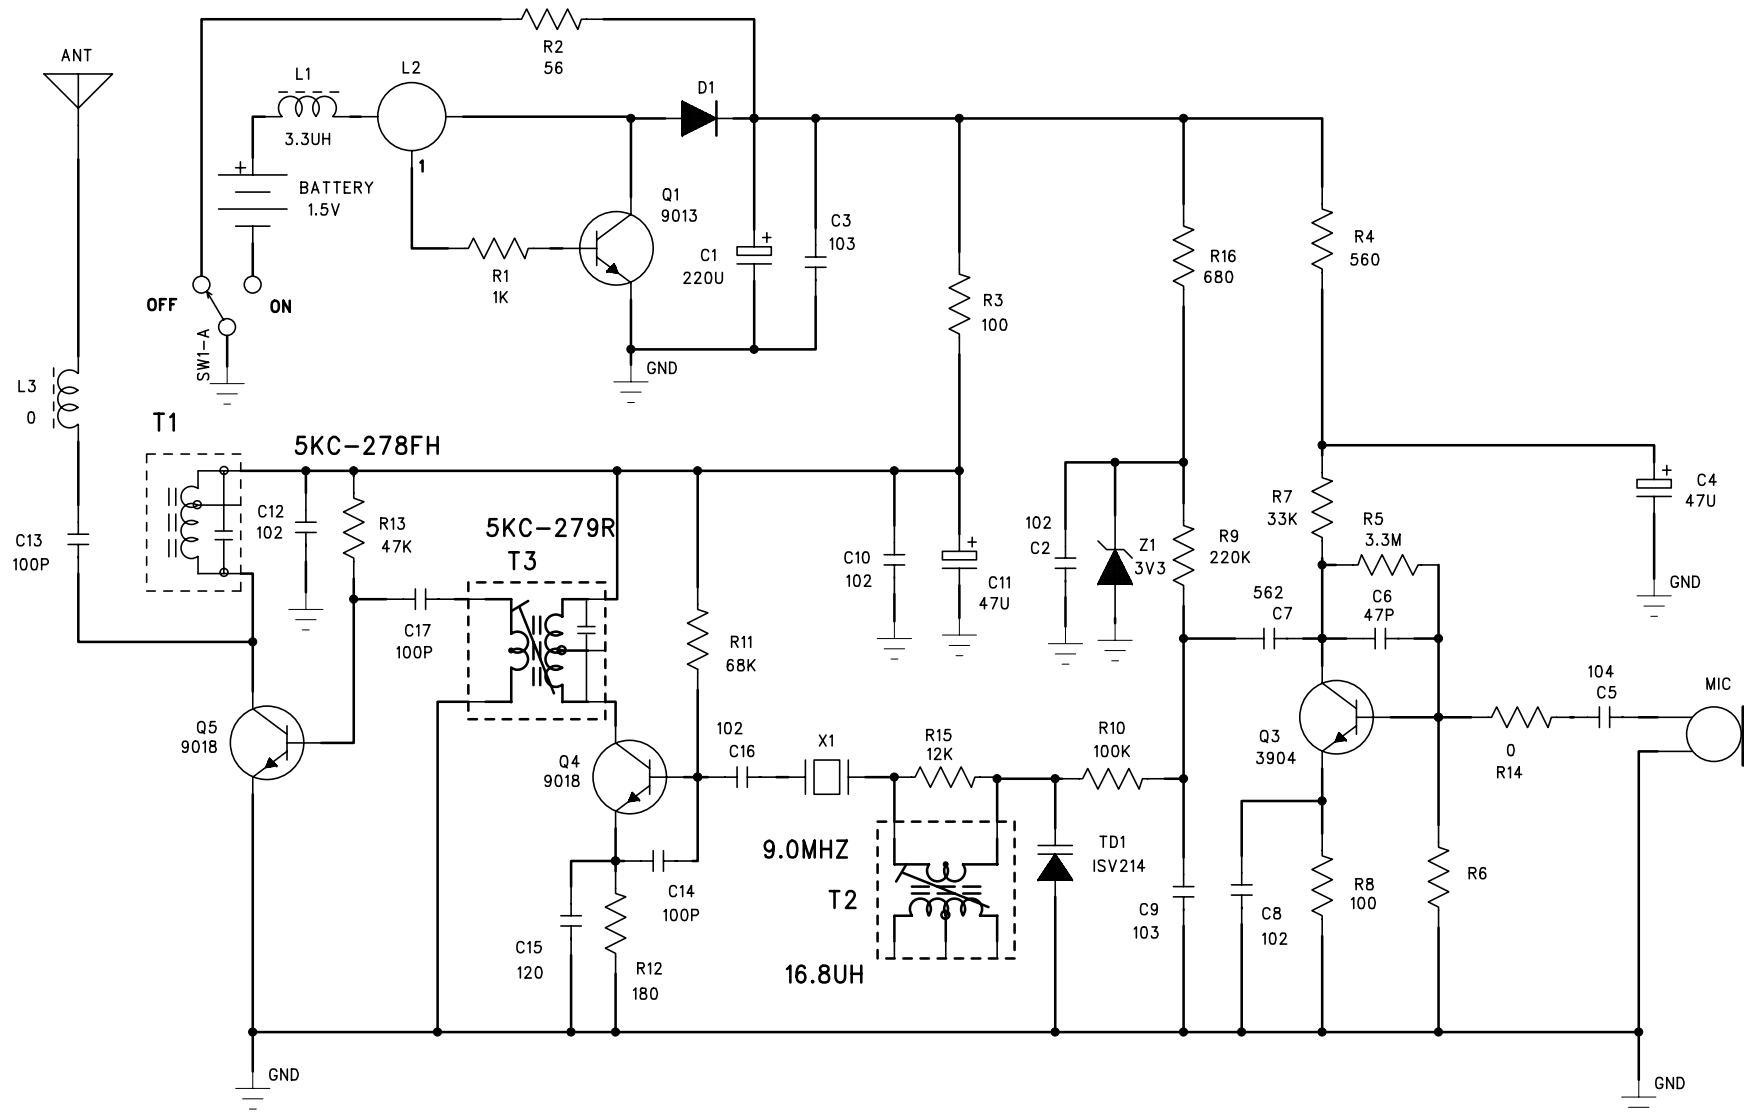 ANT
R2
56
L1
3.3UH
L2
1
D1
+
BATTERY
1.5V
Q1
9013
R1
1K
+
C1
220U
C3
103
R3
100
R16
680
R4
560
OFF
ON
SW1-A
GND
L3
0
T1
5KC-278FH
C13
100P
C12
102
R13
47K
5KC-279R
T3
C17
100P
R11
68K
C10
102
+
C11
47U
102
C2
Z1
3V3
R9
220K
R7
33K
R5
3.3M
562
C7
C6
47P
+
C4
47U
GND
Q5
9018
Q4
9018
102
C16
X1
R15
12K
R10
100K
Q3
3904
0
R14
104
C5
MIC
9.0MHZ
T2
16.8UH
TD1
ISV214
C14
100P
C15
120
R12
180
C9
103
C8
102
R8
100
R6
GND
GND